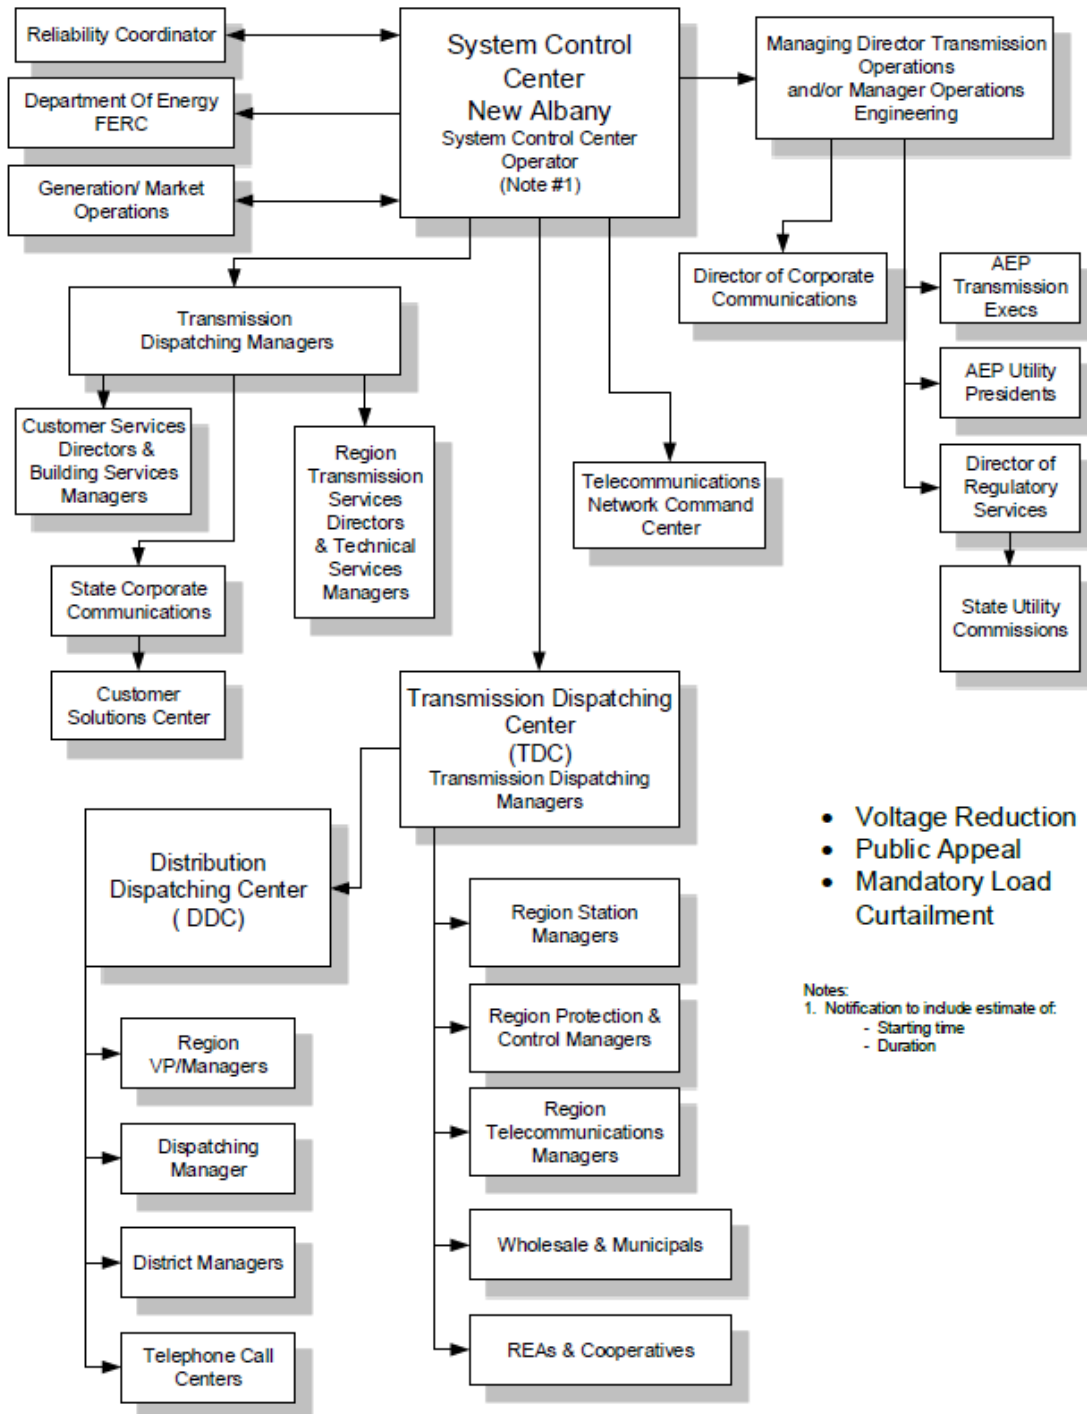 Reliability Coordinator
System Control
Center
New Albany
System Control Center
Operator
(Note #1)
Managing Director Transmission
Operations
and/or Manager Operations
Engineering
Department Of Energy
FERC
Generation/ Market
Operations
Director of Corporate
Communications
AEP
Transmission
Execs
Transmission
Dispatching Managers
AEP Utility
Presidents
Customer Services
Directors &
Building Services
Managers
Region
Transmission
Services
Directors
& Technical
Services
Managers
Telecommunications
Network Command
Center
Director of
Regulatory
Services
State Corporate
Communications
State Utility
Commissions
Customer
Solutions Center
Transmission Dispatching
Center
(TDC)
Transmission Dispatching
Managers
Distribution
Dispatching Center
( DDC)
• Voltage Reduction
• Public Appeal
• Mandatory Load
Curtailment
Region Station
Managers
Notes:
1. Notification to include estimate of:
- Starting time
- Duration
Region Protection &
Control Managers
Region
VP/Managers
Region
Telecommunications
Managers
Dispatching
Manager
Wholesale & Municipals
District Managers
REAs & Cooperatives
Telephone Call
Centers